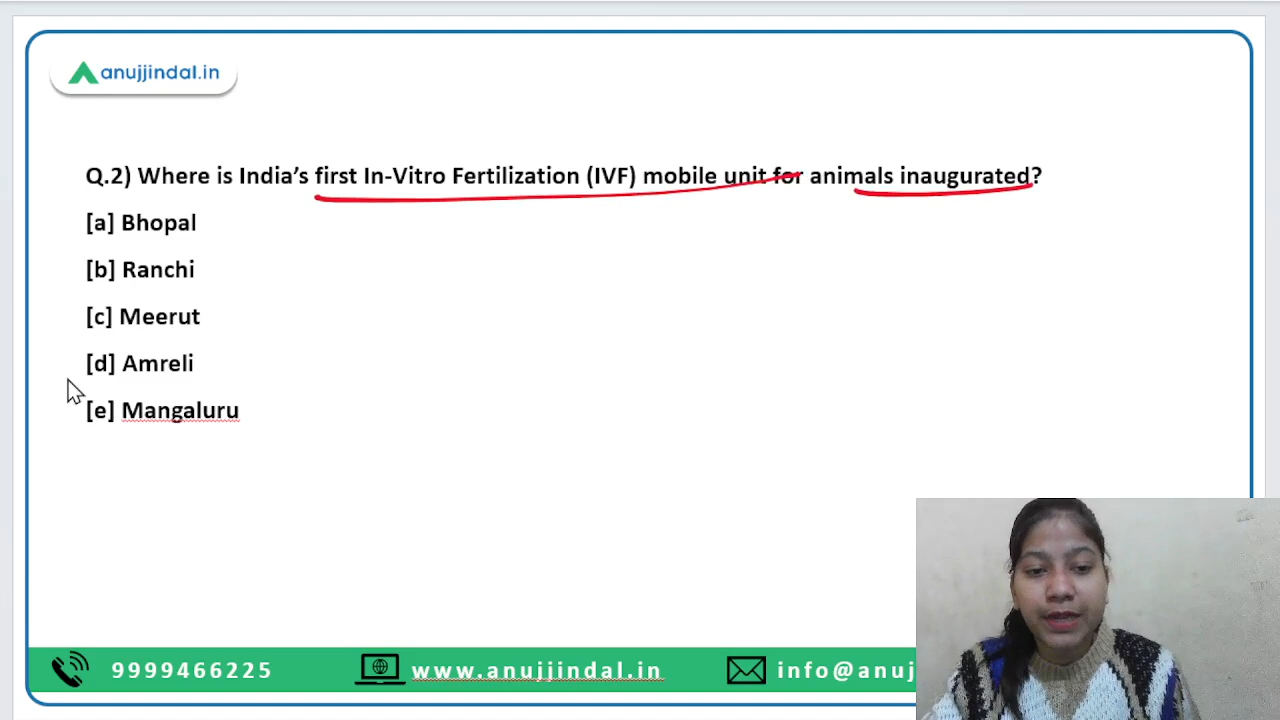 anujjindal.in
Q.2) Where is India’s first In-Vitro Fertilization (IVF) mobile unit for animals inaugurated?
[a] Bhopal
[b] Ranchi
[c] Meerut
[d] Amreli
[e] Mangaluru
9999466225 www.anujjindal.in info@anuj